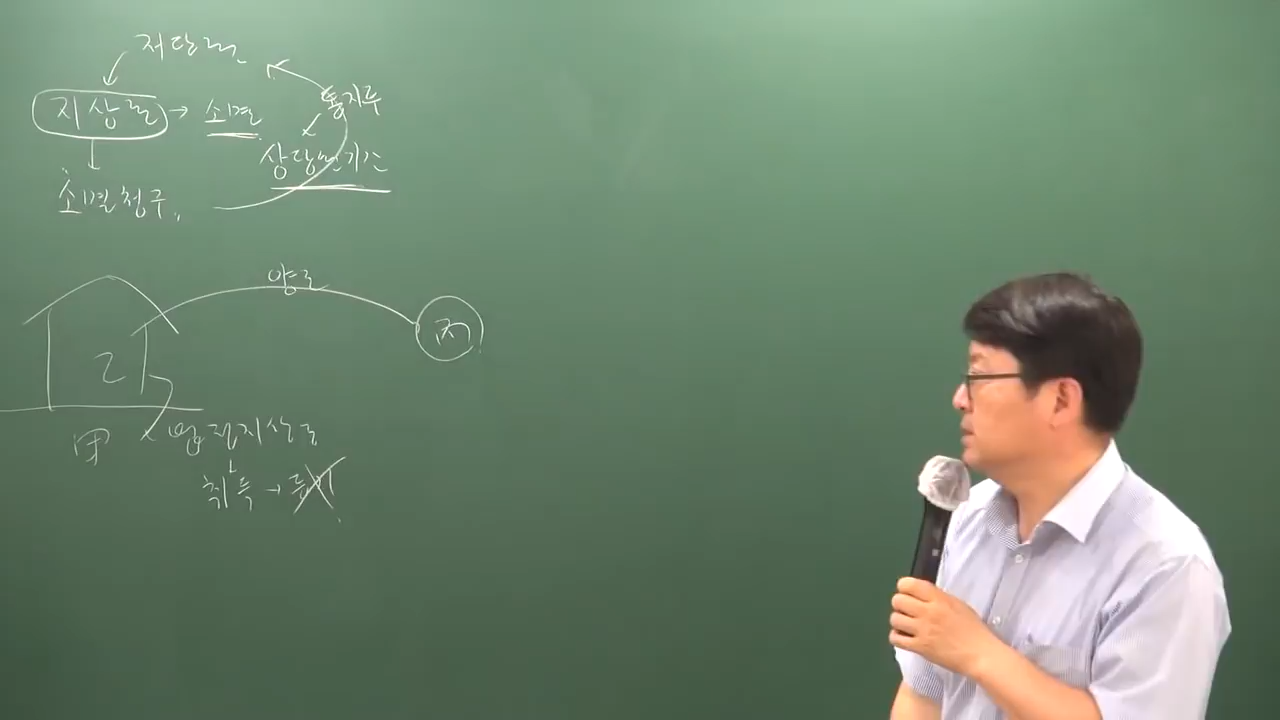 저당권
지상권 → 소멸
통지후
상당한기간
소멸청구
양도
丙
乙
甲
법정지상권
취득 → 등기